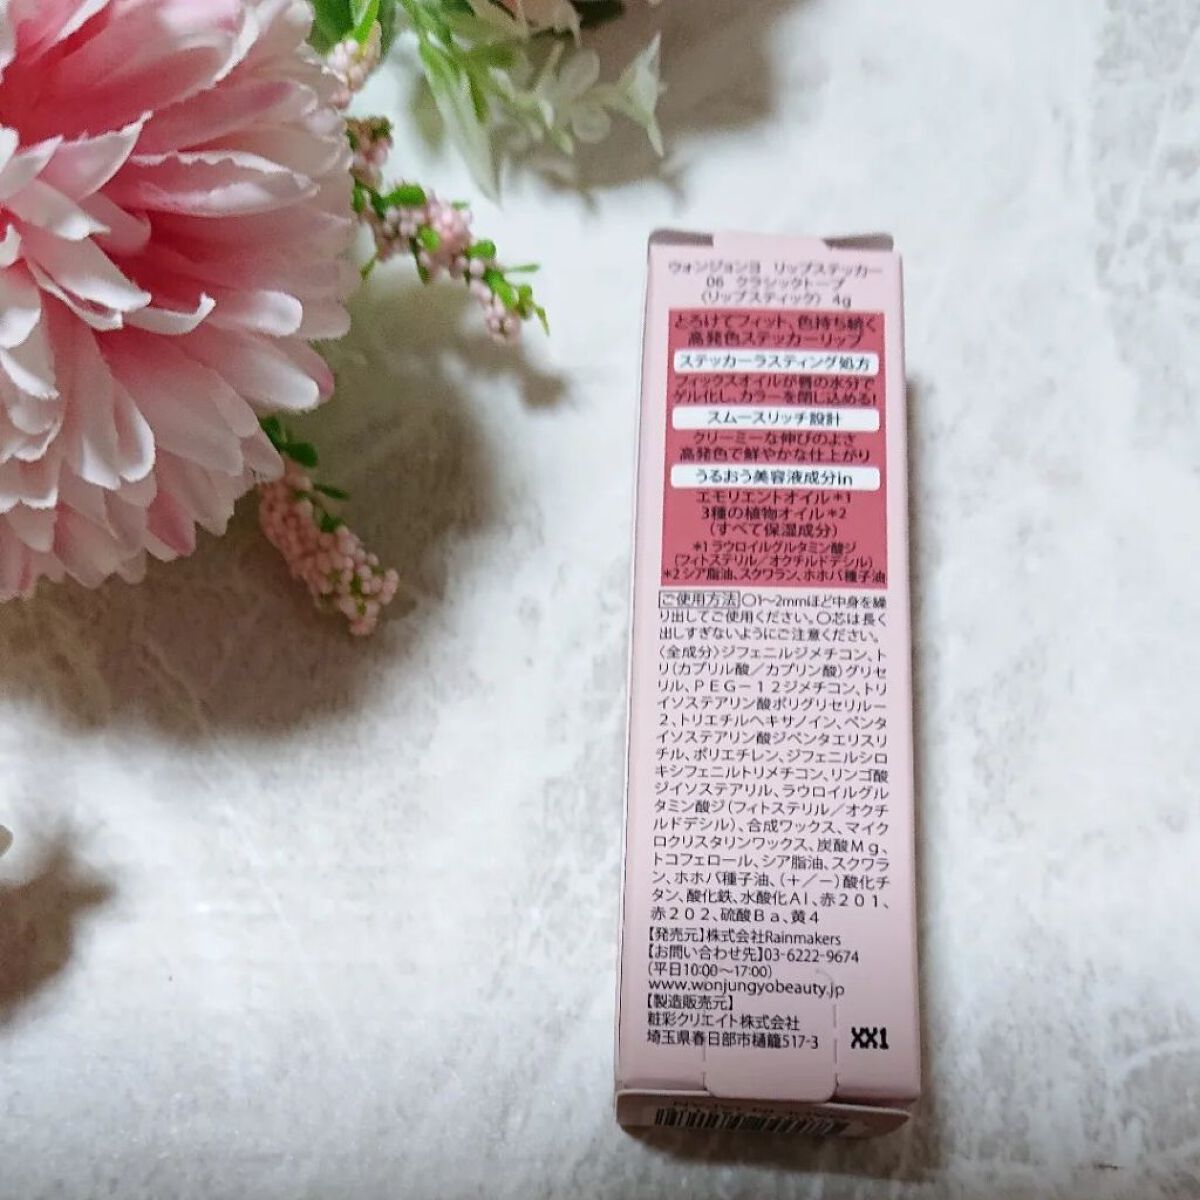 ウォンジョンヨ リップステッカー
06 クラシックトープ
〈リップスティック〉 4g
とろけてフィット、色持ち続く
高発色ステッカーリップ
ステッカーラスティング処方
フィックスオイルが唇の水分で
ゲル化し、カラーを閉じ込める!
スムースリッチ設計
クリーミーな伸びのよさ
高発色で鮮やかな仕上がり
うるおう美容液成分in
エモリエントオイル*1
3種の植物オイル*2
(すべて保湿成分)
*1 ラウロイルグルタミン酸ジ
(フィトステリル/オクチルドデシル)
*2 シア脂油、スクワラン、ホホバ種子油
ご使用方法 〇1~2mmほど中身を繰
り出してご使用ください。〇芯は長く
出しすぎないようにご注意ください。
〈全成分〉ジフェニルジメチコン、ト
リ(カプリル酸/カプリン酸)グリセ
リル、PEG-12ジメチコン、トリ
イソステアリン酸ポリグリセリル-
2、トリエチルヘキサノイン、ペンタ
イソステアリン酸ジペンタエリスリ
チル、ポリエチレン、ジフェニルシロ
キシフェニルトリメチコン、リンゴ酸
ジイソステアリル、ラウロイルグル
タミン酸ジ(フィトステリル/オクチ
ルドデシル)、合成ワックス、マイク
ロクリスタリンワックス、炭酸Mg、
トコフェロール、シア脂油、スクワラ
ン、ホホバ種子油、(+/-)酸化チ
タン、酸化鉄、水酸化Al、赤201、
赤202、硫酸Ba、黄4
【発売元】株式会社Rainmakers
【お問い合わせ先】03-6222-9674
(平日10:00~17:00)
www.wonjungyobeauty.jp
【製造販売元】
粧彩クリエイト株式会社
埼玉県春日部市樋籠517-3
XX1